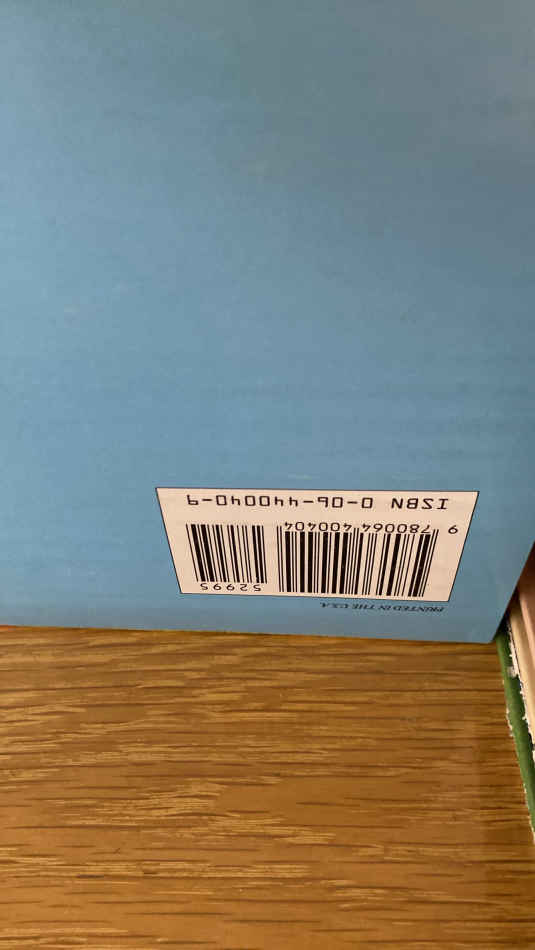 PRINTED IN THE U.S.A.
52995
9 780064 400404
ISBN 0-06-440040-9